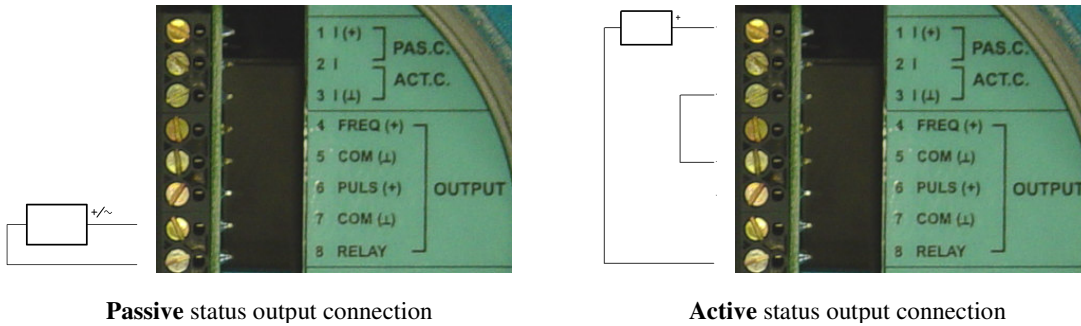 1 I (+)
PAS.C.
2 I
ACT.C.
3 I (⊥)
4 FREQ (+)
5 COM (⊥)
6 PULS (+)
OUTPUT
7 COM (⊥)
8 RELAY
+/~
Passive status output connection
+
1 I (+)
PAS.C.
2 I
ACT.C.
3 I (⊥)
4 FREQ (+)
5 COM (⊥)
6 PULS (+)
OUTPUT
7 COM (⊥)
8 RELAY
Active status output connection